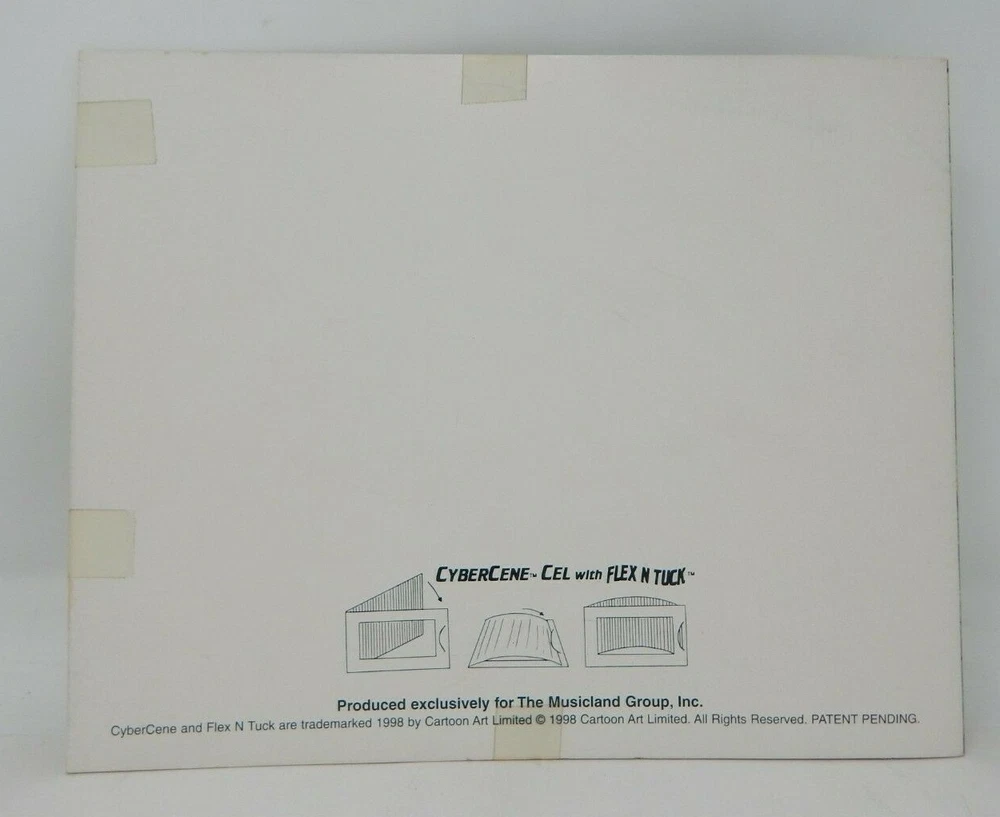 CYBERCENE™ CEL with FLEX N TUCK™
Produced exclusively for The Musicland Group, Inc.
CyberCene and Flex N Tuck are trademarked 1998 by Cartoon Art Limited © 1998 Cartoon Art Limited. All Rights Reserved. PATENT PENDING.